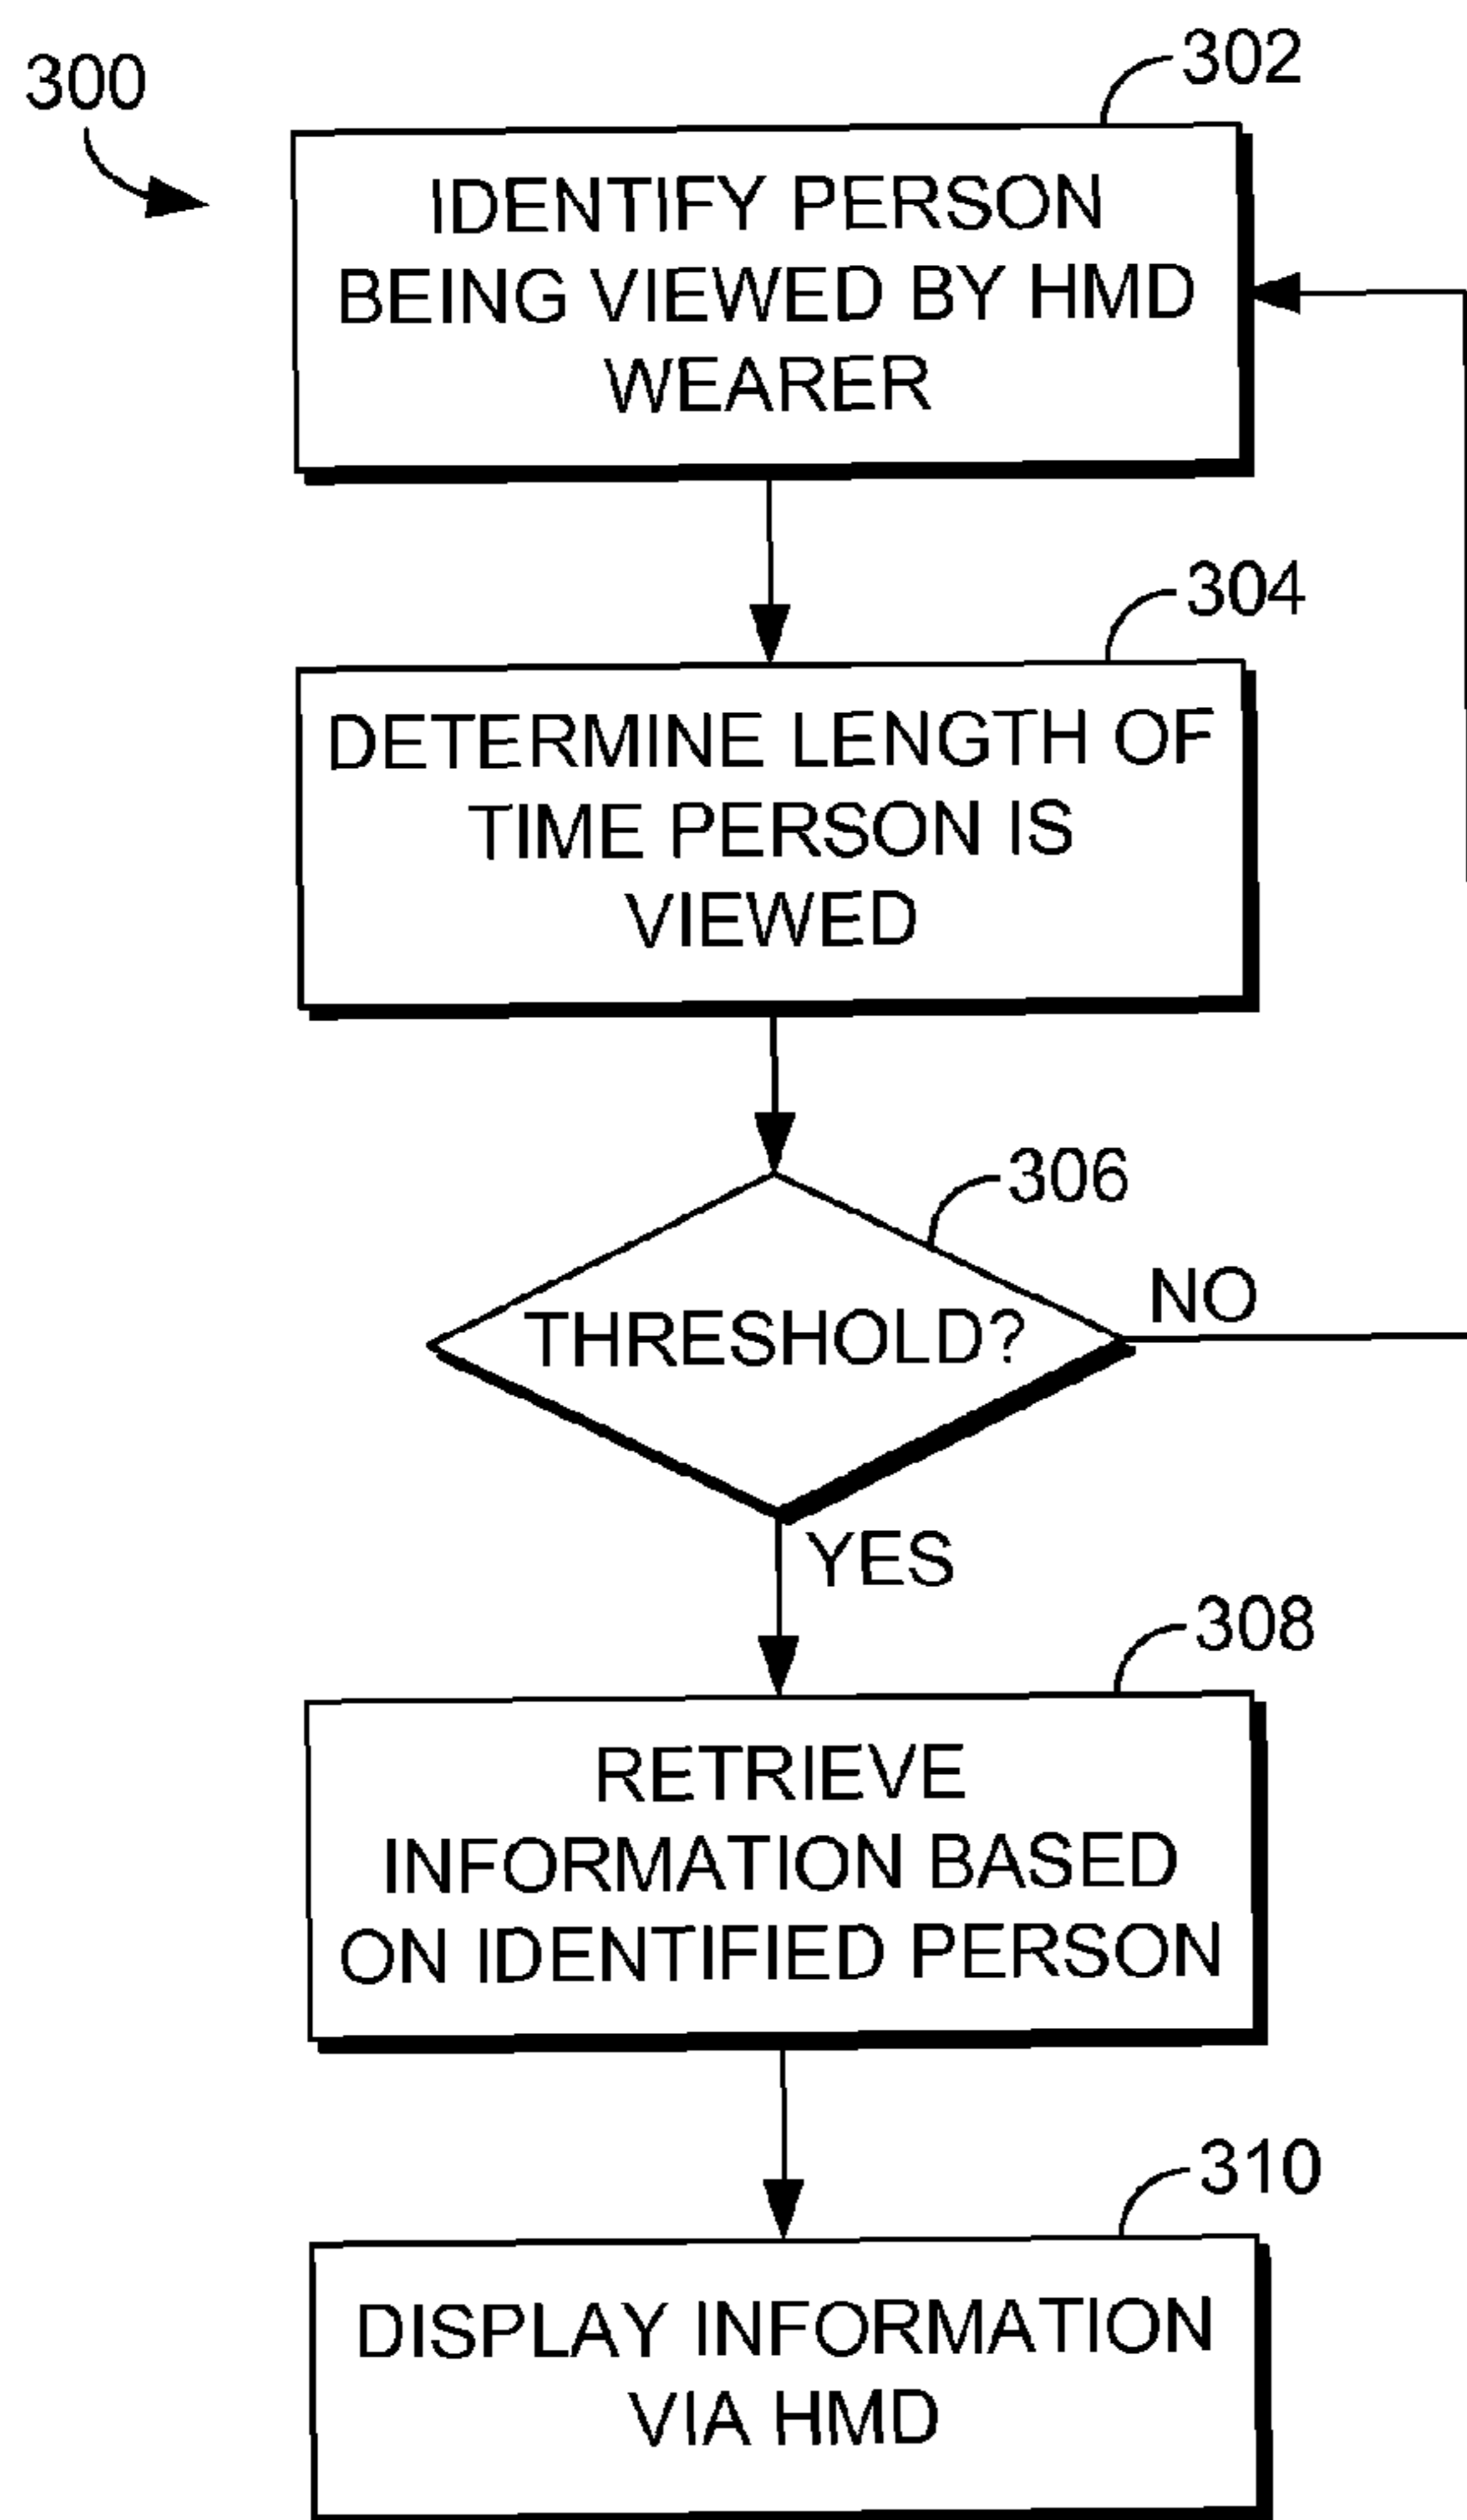 300
302
IDENTIFY PERSON
BEING VIEWED BY HMD
WEARER
304
DETERMINE LENGTH OF
TIME PERSON IS
VIEWED
306
THRESHOLD?
NO
YES
308
RETRIEVE
INFORMATION BASED
ON IDENTIFIED PERSON
310
DISPLAY INFORMATION
VIA HMD